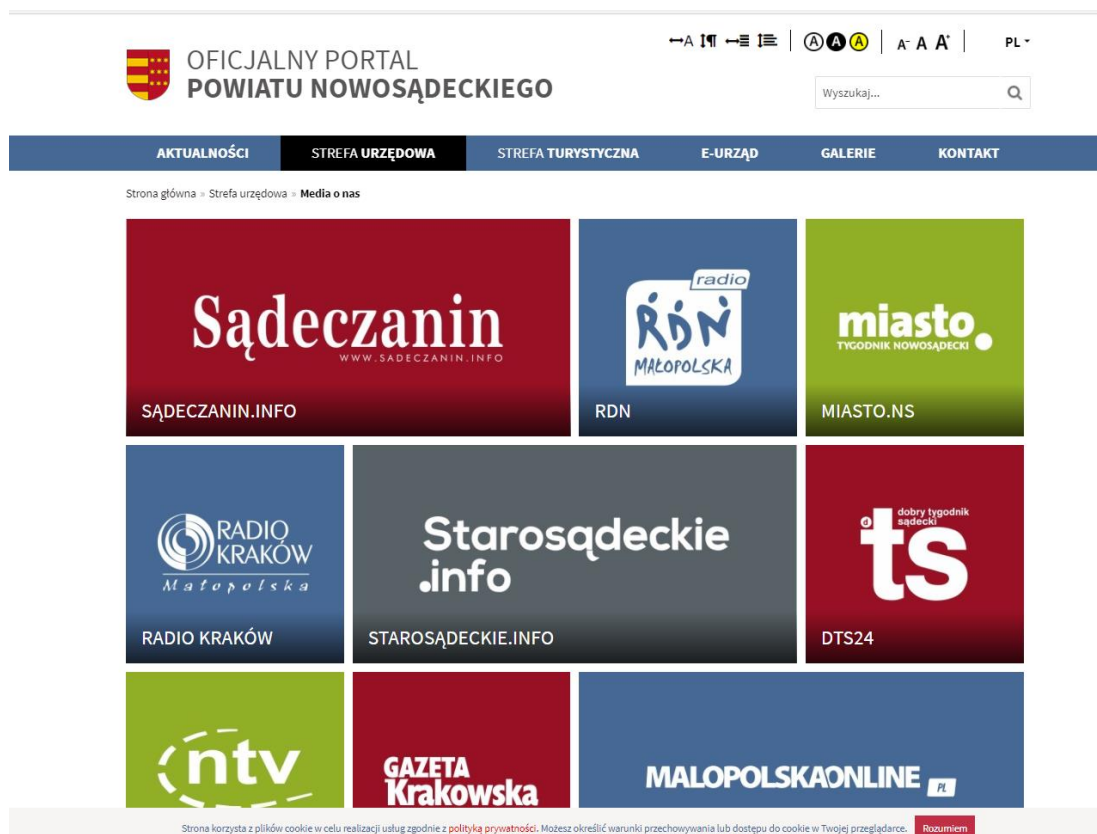 A A A A A⁻ A A⁺ PL
OFICJALNY PORTAL
POWIATU NOWOSĄDECKIEGO
Wyszukaj...
AKTUALNOŚCI STREFA URZĘDOWA STREFA TURYSTYCZNA E-URZĄD GALERIE KONTAKT
Strona główna » Strefa urzędowa » Media o nas
Sądeczanin
WWW.SADECZANIN.INFO
SĄDECZANIN.INFO
radio
RDN
MAŁOPOLSKA
RDN
miasto
TYGODNIK NOWOSĄDECKI
MIASTO.NS
RADIO
KRAKÓW
Małopolska
RADIO KRAKÓW
Starosądeckie
.info
STAROSĄDECKIE.INFO
d dobry tygodnik
sądecki
ts
DTS24
ntv
GAZETA
Krakowska
MALOPOLSKAONLINE PL
Strona korzysta z plików cookie w celu realizacji usług zgodnie z polityką prywatności. Możesz określić warunki przechowywania lub dostępu do cookie w Twojej przeglądarce. Rozumiem